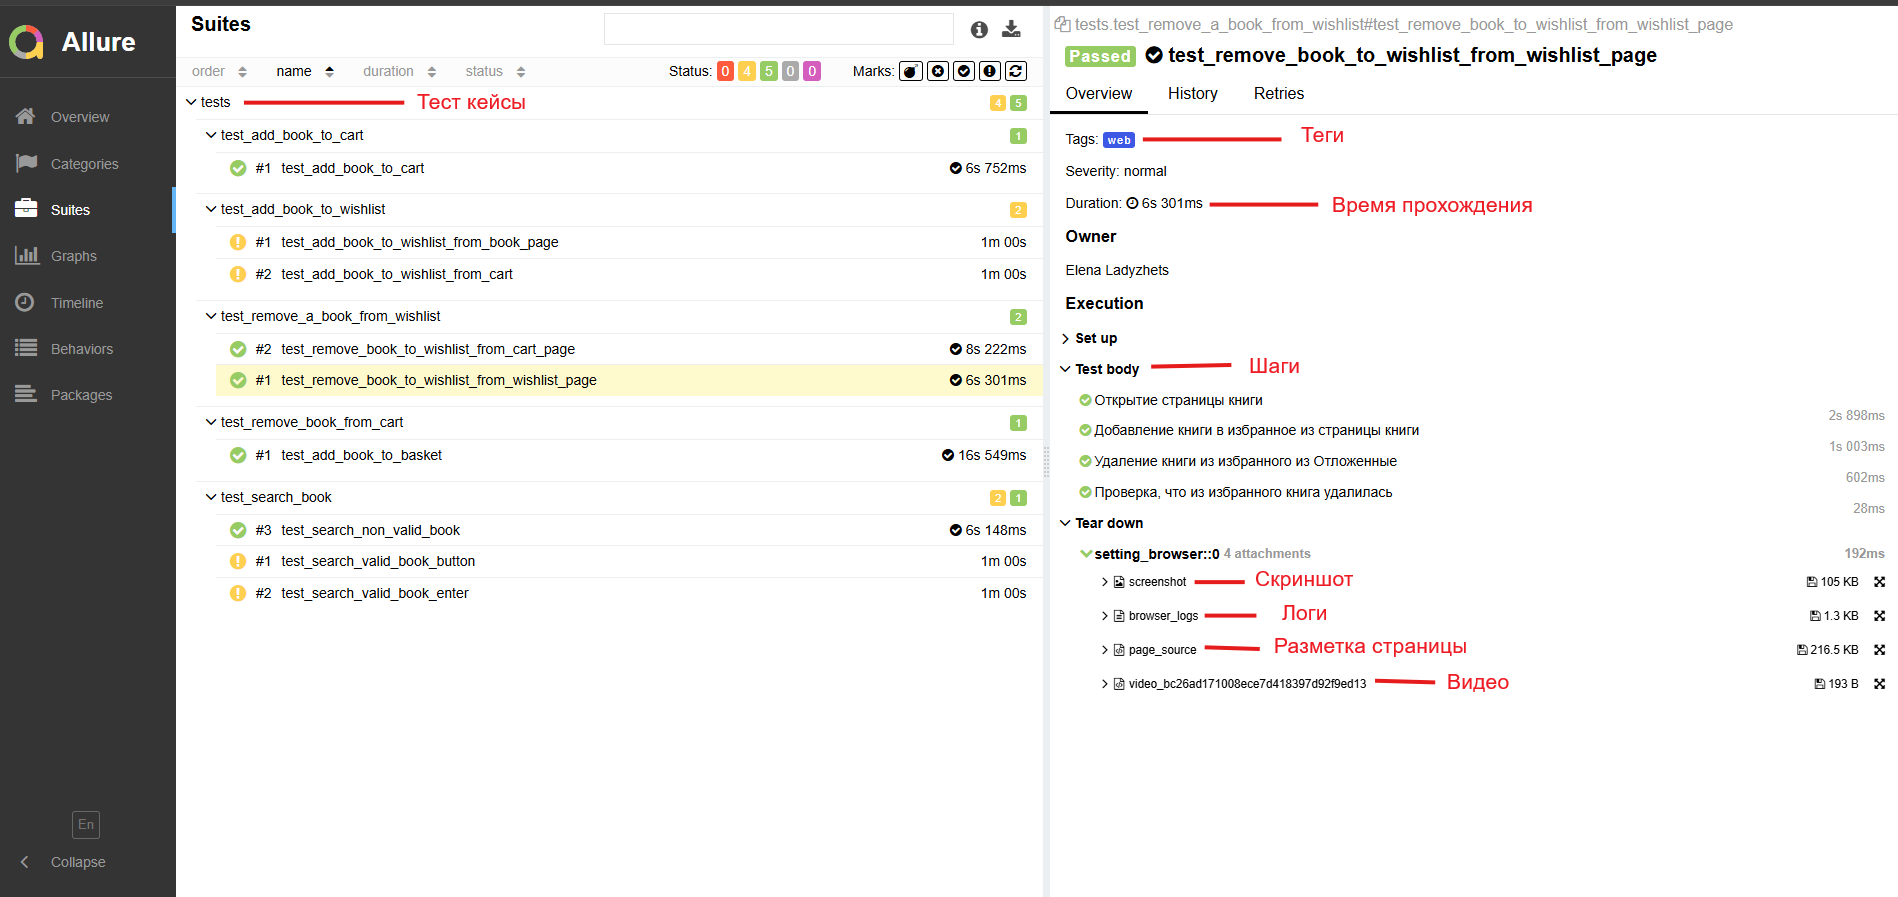 Allure
Overview
Categories
Suites
Graphs
Timeline
Behaviors
Packages
En
Collapse
Suites
order name duration status Status: 0 4 5 0 0 Marks:
tests Тест кейсы 4 5
test_add_book_to_cart 1
#1 test_add_book_to_cart 6s 752ms
test_add_book_to_wishlist 2
#1 test_add_book_to_wishlist_from_book_page 1m 00s
#2 test_add_book_to_wishlist_from_cart 1m 00s
test_remove_a_book_from_wishlist 2
#2 test_remove_book_to_wishlist_from_cart_page 8s 222ms
#1 test_remove_book_to_wishlist_from_wishlist_page 6s 301ms
test_remove_book_from_cart 1
#1 test_add_book_to_basket 16s 549ms
test_search_book 2 1
#3 test_search_non_valid_book 6s 148ms
#1 test_search_valid_book_button 1m 00s
#2 test_search_valid_book_enter 1m 00s
tests.test_remove_a_book_from_wishlist#test_remove_book_to_wishlist_from_wishlist_page
Passed test_remove_book_to_wishlist_from_wishlist_page
Overview History Retries
Tags: web Теги
Severity: normal
Duration: 6s 301ms Время прохождения
Owner
Elena Ladyzhets
Execution
Set up
Test body Шаги
Открытие страницы книги
2s 898ms
Добавление книги в избранное из страницы книги
1s 003ms
Удаление книги из избранного из Отложенные
602ms
Проверка, что из избранного книга удалилась
28ms
Tear down
setting_browser::0 4 attachments 192ms
screenshot Скриншот 105 KB
browser_logs Логи 1.3 KB
page_source Разметка страницы 216.5 KB
video_bc26ad171008ece7d418397d92f9ed13 Видео 193 B